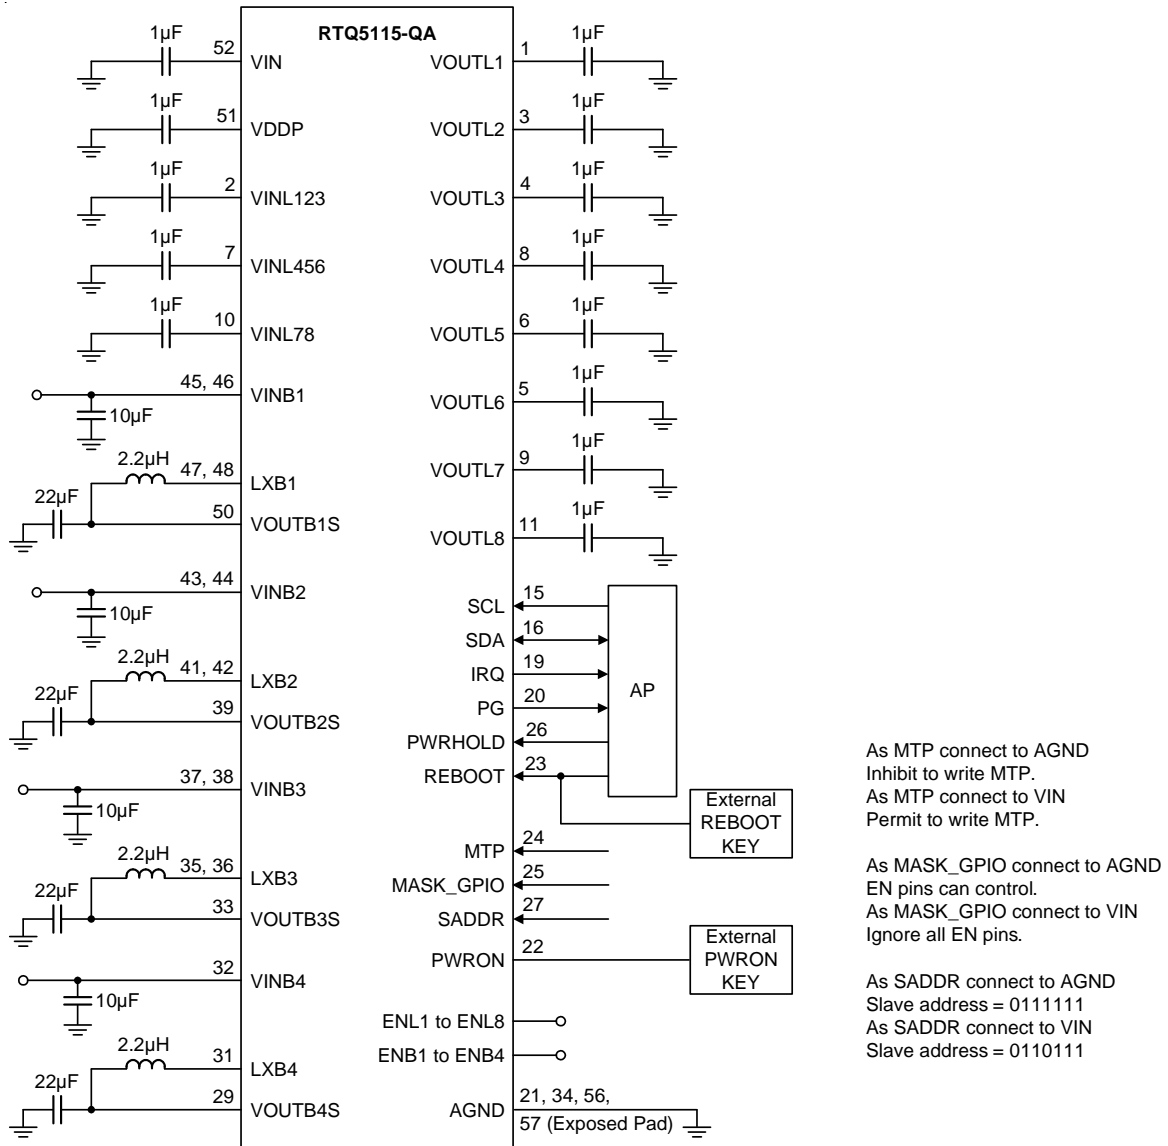 RTQ5115-QA
1µF
52
VIN
1µF
51
VDDP
1µF
2
VINL123
1µF
7
VINL456
1µF
10
VINL78
45, 46
VINB1
10µF
2.2µH
47, 48
LXB1
22µF
50
VOUTB1S
43, 44
VINB2
10µF
2.2µH
41, 42
LXB2
22µF
39
VOUTB2S
37, 38
VINB3
10µF
2.2µH
35, 36
LXB3
22µF
33
VOUTB3S
32
VINB4
10µF
2.2µH
31
LXB4
22µF
29
VOUTB4S
VOUTL1
1
1µF
VOUTL2
3
1µF
VOUTL3
4
1µF
VOUTL4
8
1µF
VOUTL5
6
1µF
VOUTL6
5
1µF
VOUTL7
9
1µF
VOUTL8
11
1µF
SCL
15
SDA
16
IRQ
19
PG
20
PWRHOLD
26
REBOOT
23
AP
External
REBOOT
KEY
MTP
24
MASK_GPIO
25
SADDR
27
PWRON
22
External
PWRON
KEY
ENL1 to ENL8
ENB1 to ENB4
AGND
21, 34, 56,
57 (Exposed Pad)
As MTP connect to AGND
Inhibit to write MTP.
As MTP connect to VIN
Permit to write MTP.
As MASK_GPIO connect to AGND
EN pins can control.
As MASK_GPIO connect to VIN
Ignore all EN pins.
As SADDR connect to AGND
Slave address = 0111111
As SADDR connect to VIN
Slave address = 0110111